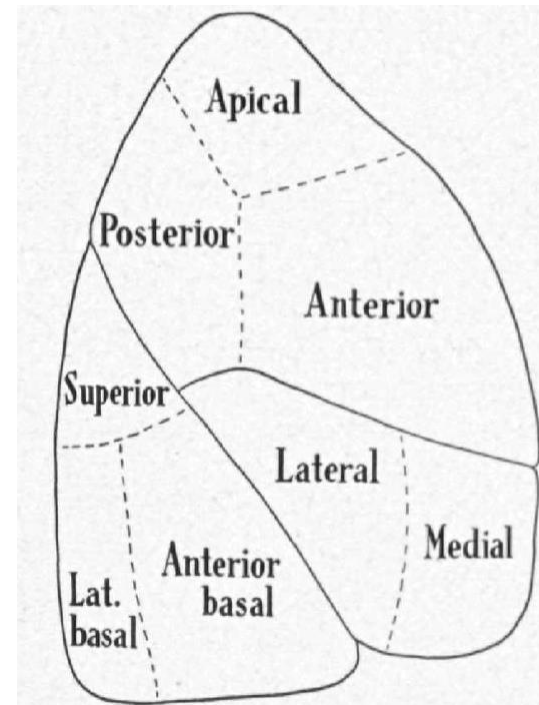 Apical
Posterior
Anterior
Superior
Lateral
Medial
Anterior
basal
Lat.
basal